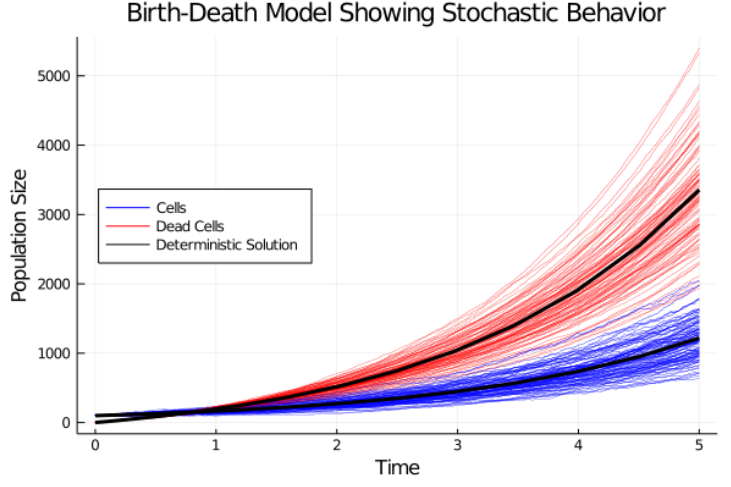 Birth-Death Model Showing Stochastic Behavior
Population Size
5000
4000
3000
2000
1000
0
Cells
Dead Cells
Deterministic Solution
0 1 2 3 4 5
Time